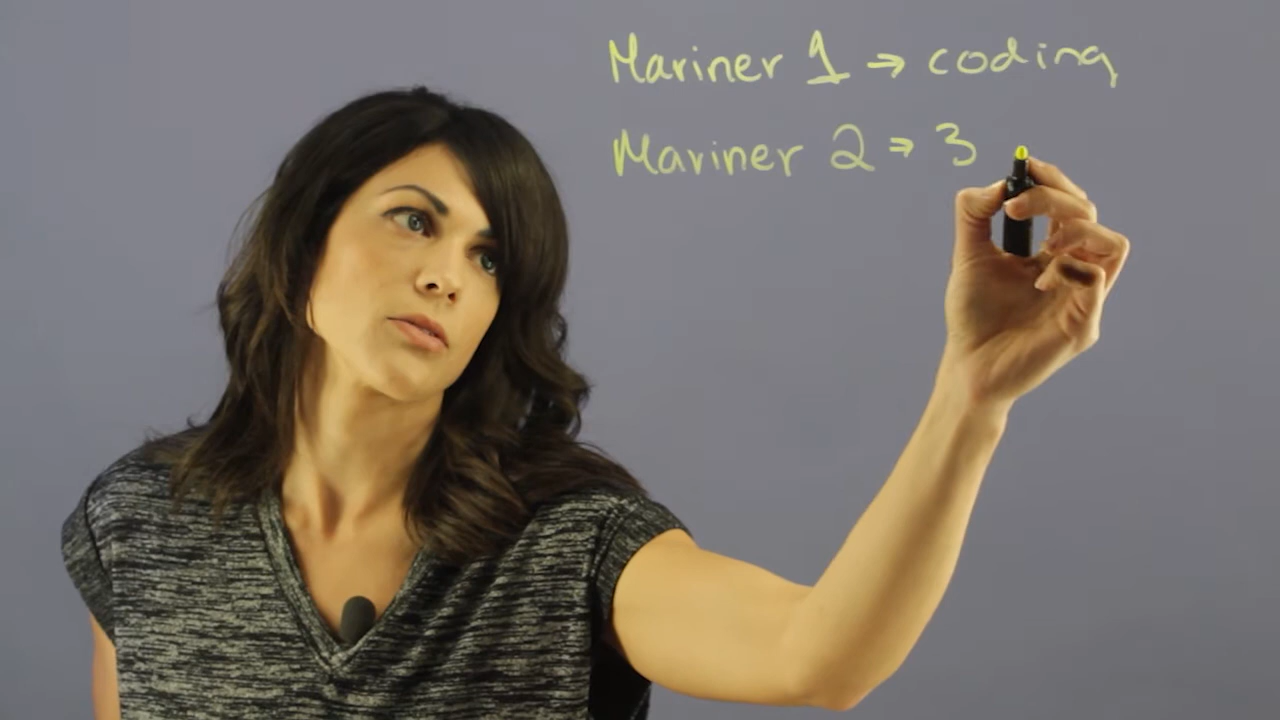 Mariner 1 → coding
Mariner 2 → 3